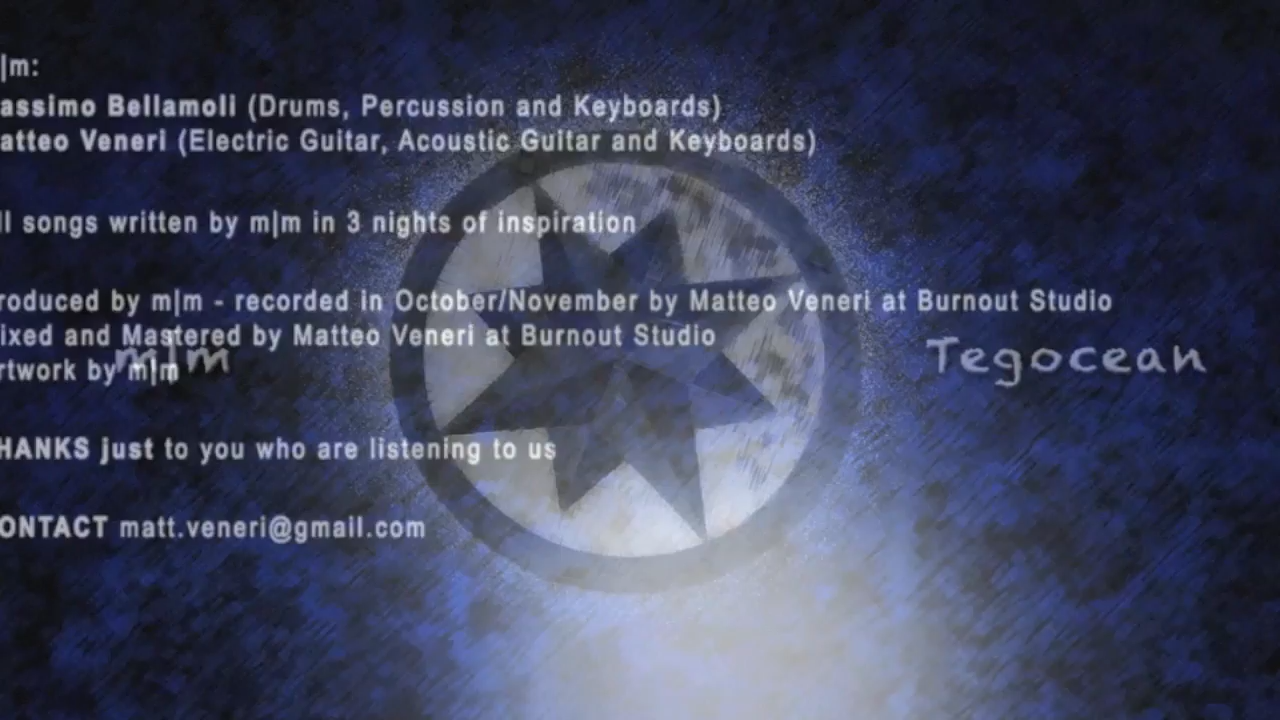 |m:
assimo Bellamoli (Drums, Percussion and Keyboards)
atteo Veneri (Electric Guitar, Acoustic Guitar and Keyboards)
ll songs written by m|m in 3 nights of inspiration
roduced by m|m - recorded in October/November by Matteo Veneri at Burnout Studio
ixed and Mastered by Matteo Veneri at Burnout Studio
m|m
Tegocean
rtwork by m|m
HANKS just to you who are listening to us
ONTACT matt.veneri@gmail.com